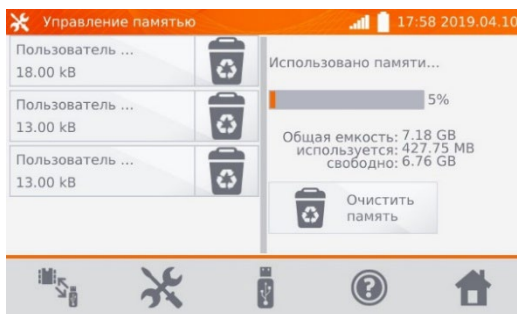 Управление памятью
17:58 2019.04.10
Пользователь ...
18.00 kB
Пользователь ...
13.00 kB
Пользователь ...
13.00 kB
Использовано памяти...
5%
Общая емкость: 7.18 GB
используется: 427.75 MB
свободно: 6.76 GB
Очистить
память